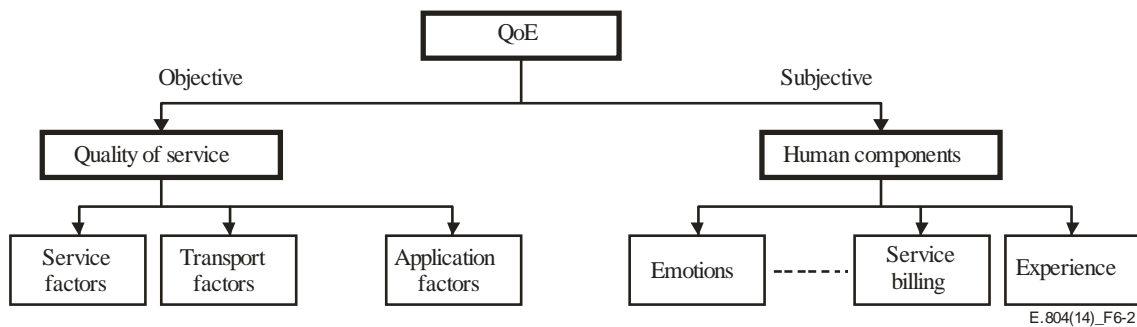 QoE
Objective
Subjective
Quality of service
Human components
Service
factors
Transport
factors
Application
factors
Emotions
Service
billing
Experience
E.804(14)_F6-2